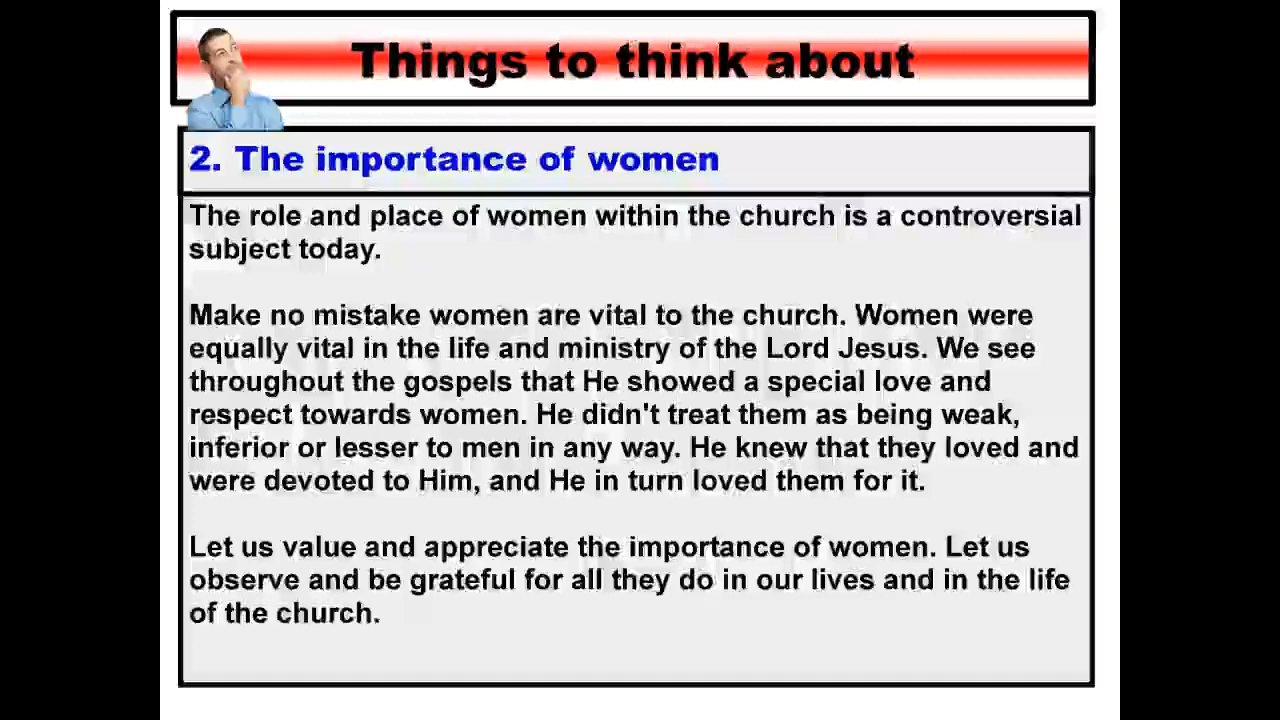 Things to think about
2. The importance of women
The role and place of women within the church is a controversial
subject today.
Make no mistake women are vital to the church. Women were
equally vital in the life and ministry of the Lord Jesus. We see
throughout the gospels that He showed a special love and
respect towards women. He didn't treat them as being weak,
inferior or lesser to men in any way. He knew that they loved and
were devoted to Him, and He in turn loved them for it.
Let us value and appreciate the importance of women. Let us
observe and be grateful for all they do in our lives and in the life
of the church.